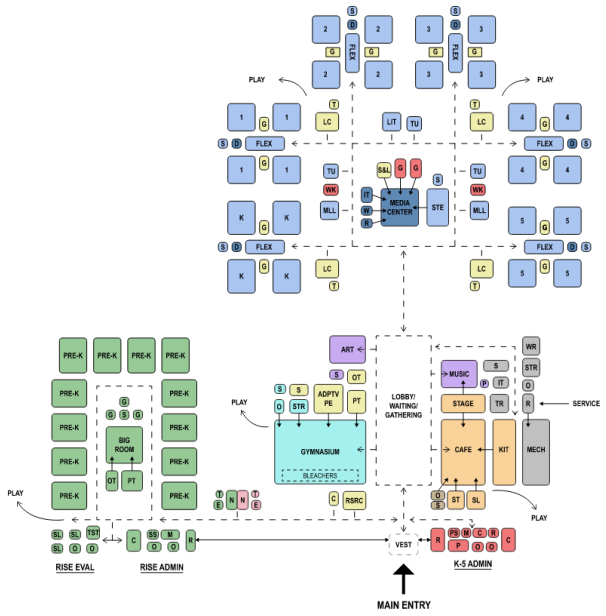 S
S
2
2
D
3
3
D
G
FLEX
G
G
FLEX
G
PLAY
2
2
3
3
PLAY
T
T
1
1
LC
LIT
TU
LC
4
4
G
G
S
D
FLEX
FLEX
D
S
G
G
1
1
TU
S&L
G
G
TU
4
4
S
WK
IT
MEDIA
CENTER
STE
WK
K
K
MLL
W
MLL
5
5
R
G
G
S
D
FLEX
FLEX
D
S
G
G
K
K
LC
LC
5
5
T
T
PRE-K
PRE-K
PRE-K
PRE-K
ART
WR
MUSIC
S
STR
S
OT
P
IT
O
PRE-K
PRE-K
S
S
ADPTV
PE
PT
LOBBY/
WAITING/
GATHERING
STAGE
TR
R
SERVICE
G
O
STR
G
S
G
PLAY
PRE-K
BIG
ROOM
PRE-K
GYMNASIUM
CAFE
KIT
MECH
PRE-K
OT
PT
PRE-K
BLEACHERS
PLAY
PRE-K
PRE-K
T
E
N
N
T
E
C
RSRC
O
S
ST
SL
PLAY
SL
SL
TST
C
SS
M
R
VEST
R
PS
M
C
R
C
SL
O
O
O
O
P
O
O
RISE EVAL
RISE ADMIN
K-5 ADMIN
MAIN ENTRY